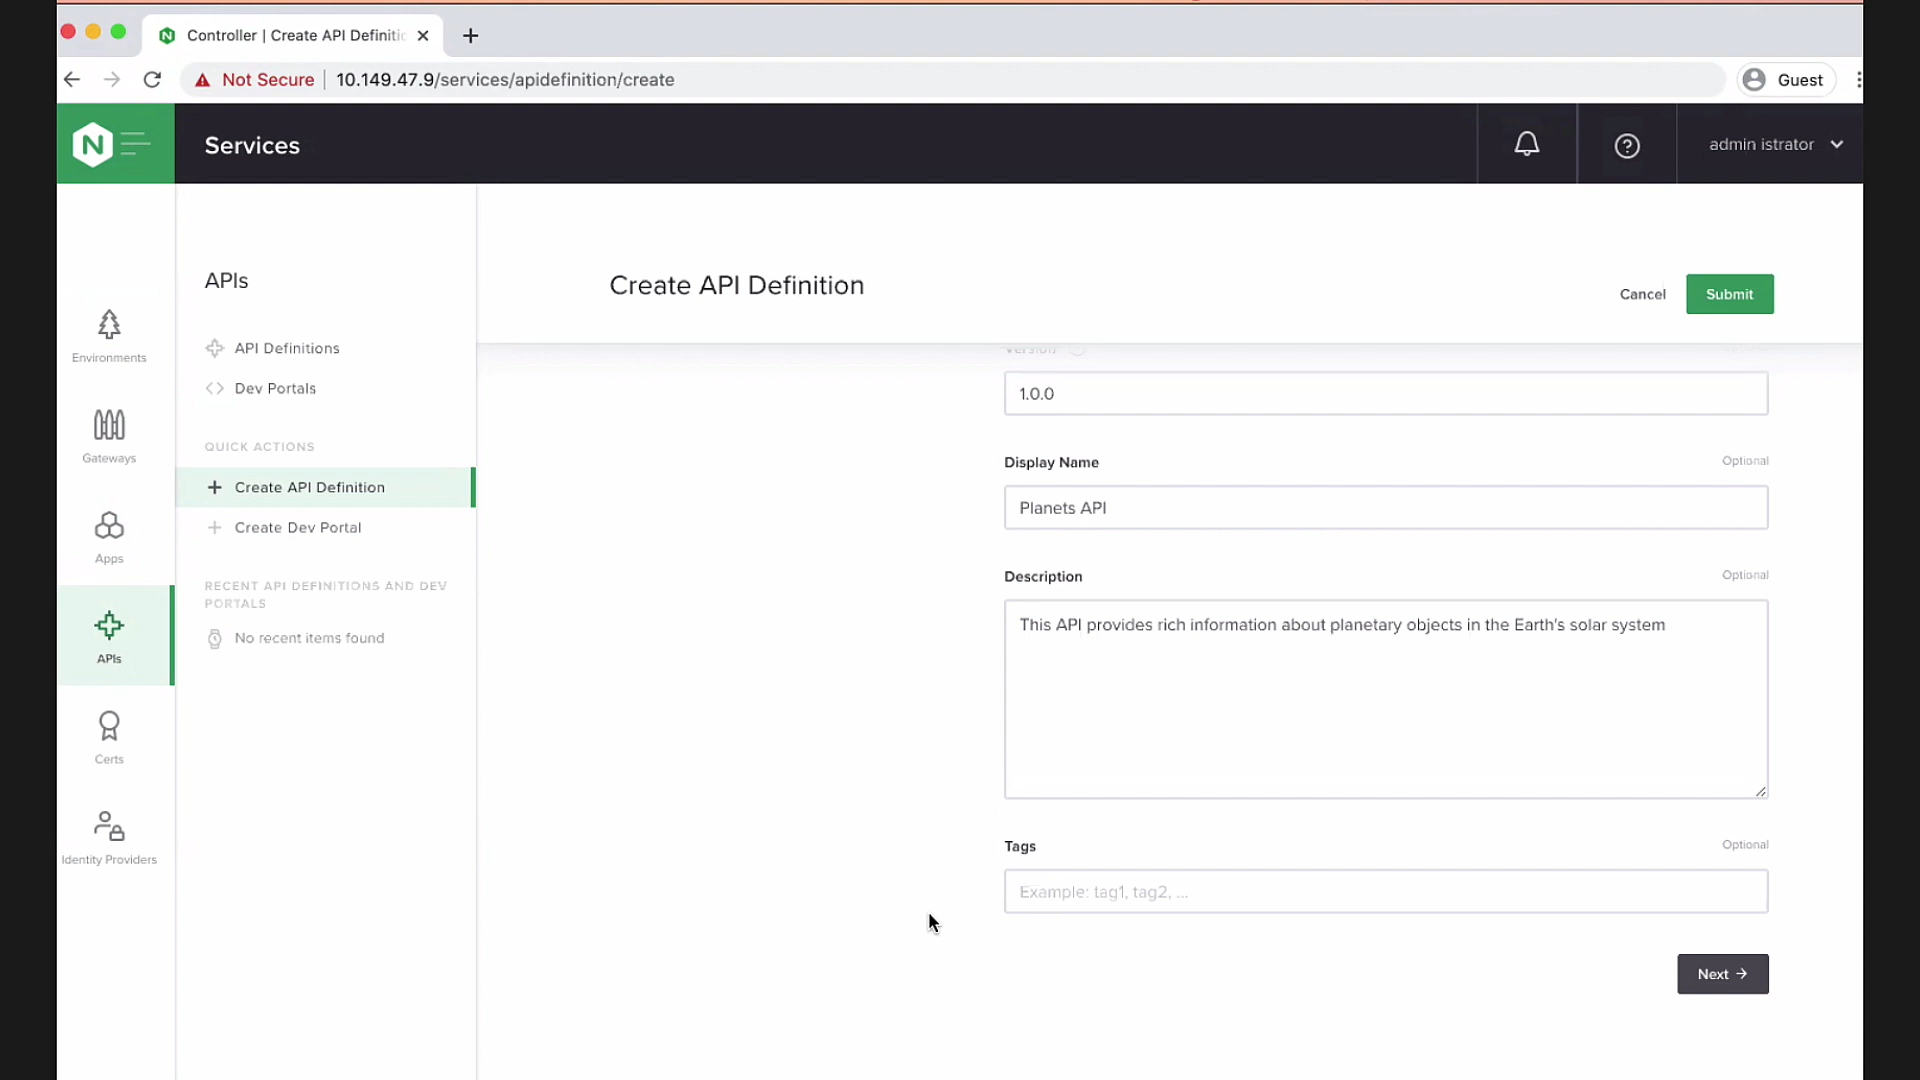 Controller | Create API Definitic
Not Secure
10.149.47.9/services/apidefinition/create
Guest
Services
admin istrator
Environments
Gateways
Apps
APIs
Certs
Identity Providers
APIs
API Definitions
Dev Portals
QUICK ACTIONS
Create API Definition
Create Dev Portal
RECENT API DEFINITIONS AND DEV
PORTALS
No recent items found
Create API Definition
Cancel
Submit
Version
1.0.0
Display Name
Optional
Planets API
Description
Optional
This API provides rich information about planetary objects in the Earth's solar system
Tags
Optional
Example: tag1, tag2, ...
Next →